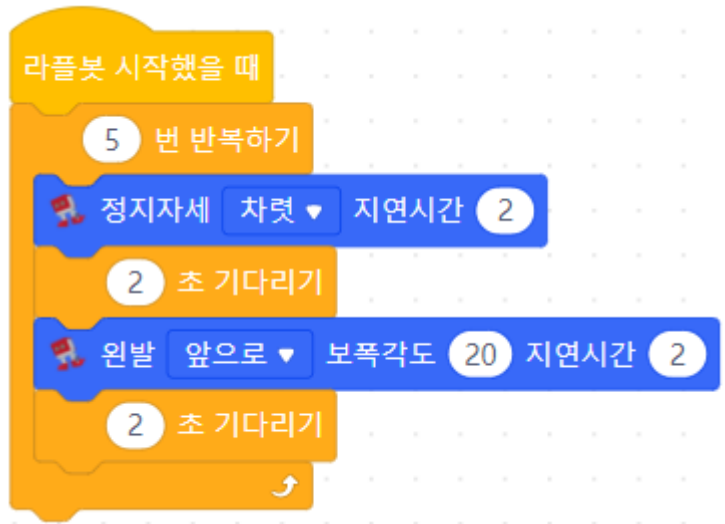 라플봇 시작했을 때
5 번 반복하기
정지자세 차렷 지연시간 2
2 초 기다리기
왼발 앞으로 보폭각도 20 지연시간 2
2 초 기다리기